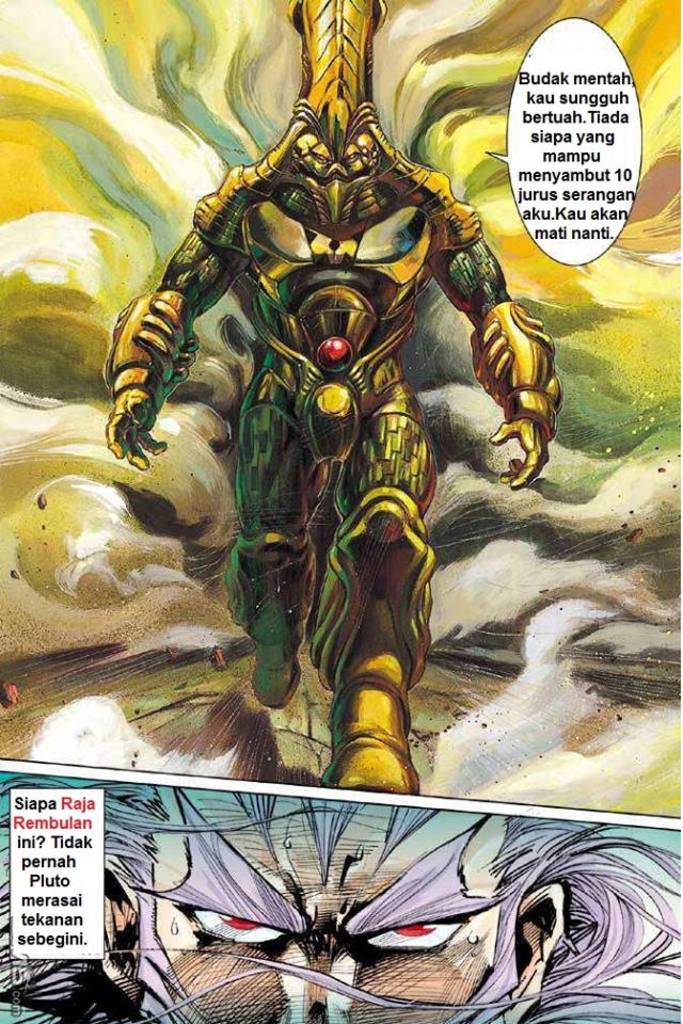 Budak mentah,
kau sungguh
bertuah.Tiada
siapa yang
mampu
menyambut 10
jurus serangan
aku.Kau akan
mati nanti.
Siapa Raja
Rembulan
ini? Tidak
pernah
Pluto
merasai
tekanan
sebegini.